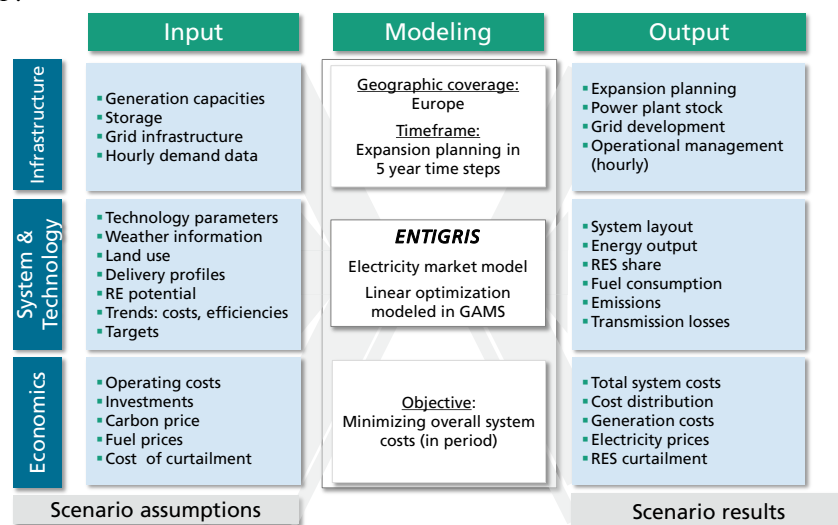 Input
Modeling
Output
Infrastructure
▪ Generation capacities
▪ Storage
▪ Grid infrastructure
▪ Hourly demand data
Geographic coverage:
Europe
Timeframe:
Expansion planning in
5 year time steps
▪ Expansion planning
▪ Power plant stock
▪ Grid development
▪ Operational management
(hourly)
System &
Technology
▪ Technology parameters
▪ Weather information
▪ Land use
▪ Delivery profiles
▪ RE potential
▪ Trends: costs, efficiencies
▪ Targets
ENTIGRIS
Electricity market model
Linear optimization
modeled in GAMS
▪ System layout
▪ Energy output
▪ RES share
▪ Fuel consumption
▪ Emissions
▪ Transmission losses
Economics
▪ Operating costs
▪ Investments
▪ Carbon price
▪ Fuel prices
▪ Cost of curtailment
Objective:
Minimizing overall system
costs (in period)
▪ Total system costs
▪ Cost distribution
▪ Generation costs
▪ Electricity prices
▪ RES curtailment
Scenario assumptions
Scenario results